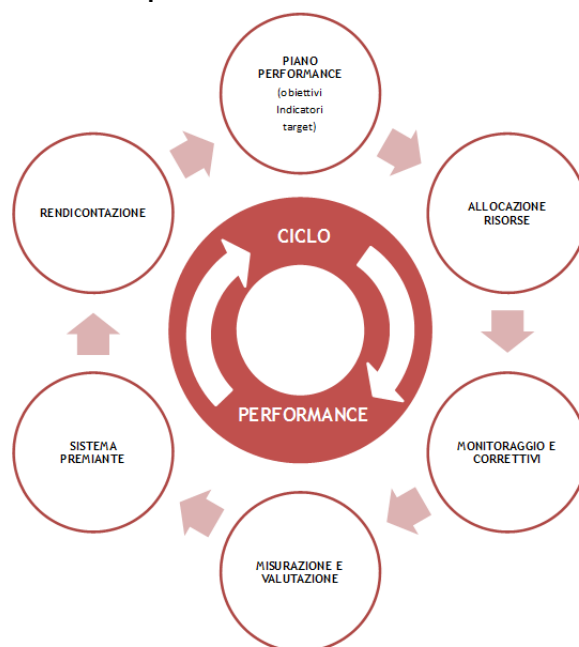 PIANO
PERFORMANCE
(obiettivi
Indicatori
target)
RENDICONTAZIONE
ALLOCAZIONE
RISORSE
CICLO
PERFORMANCE
SISTEMA
PREMIANTE
MONITORAGGIO E
CORRETTIVI
MISURAZIONE E
VALUTAZIONE